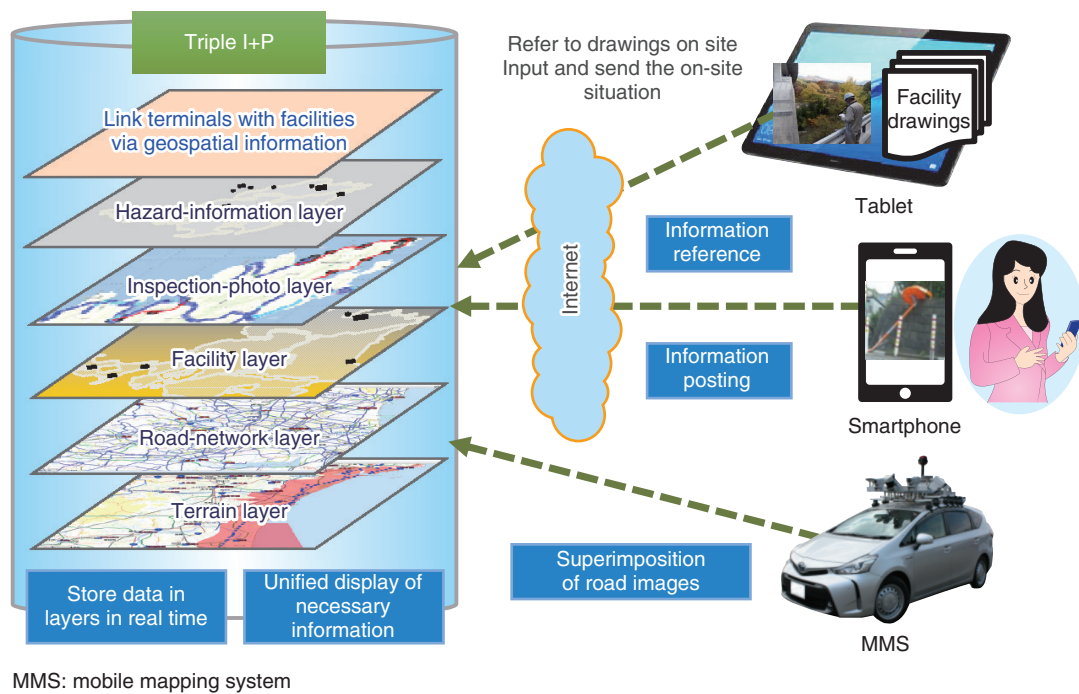 Triple I+P
Link terminals with facilities
via geospatial information
Hazard-information layer
Inspection-photo layer
Facility layer
Road-network layer
Terrain layer
Store data in
layers in real time
Unified display of
necessary
information
Refer to drawings on site
Input and send the on-site
situation
Internet
Facility
drawings
Tablet
Information
reference
Information
posting
Smartphone
Superimposition
of road images
MMS
MMS: mobile mapping system